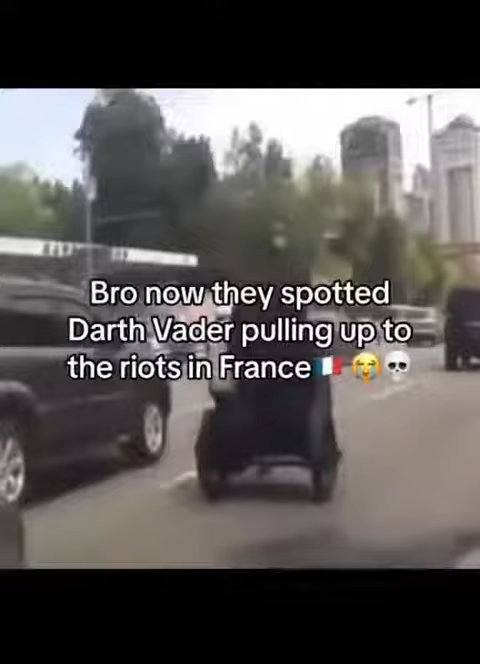 Bro now they spotted
Darth Vader pulling up to
the riots in France🇫🇷😭💀